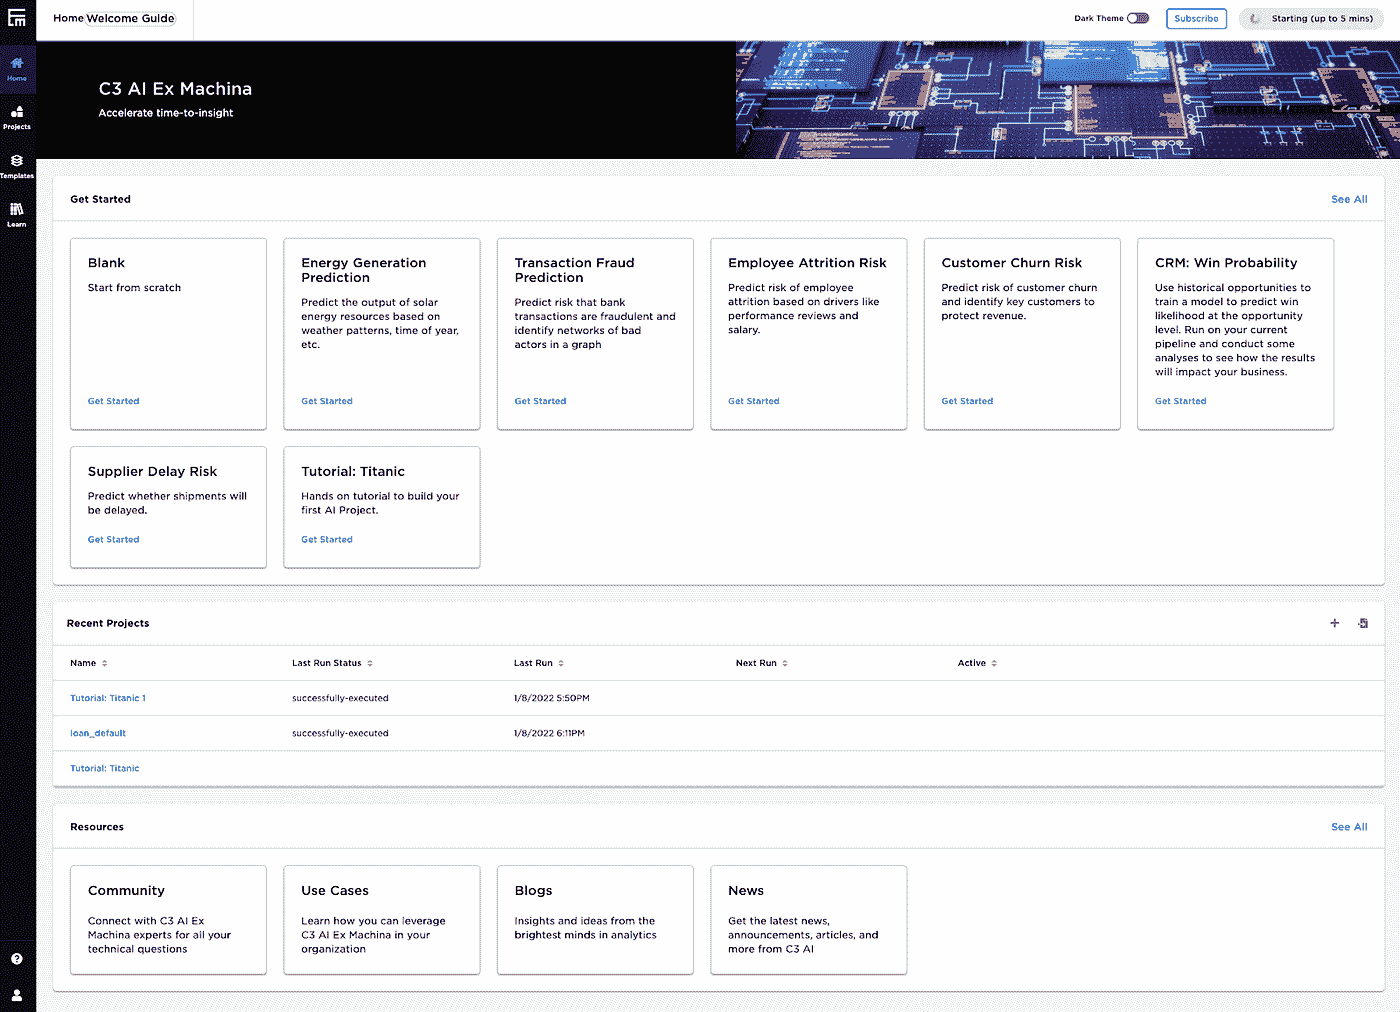 Home Welcome Guide
Dark Theme
Subscribe
Starting (up to 5 mins)
Home
Projects
Templates
Learn
C3 AI Ex Machina
Accelerate time-to-insight
Get Started
See All
Blank
Start from scratch
Get Started
Energy Generation
Prediction
Predict the output of solar
energy resources based on
weather patterns, time of year,
etc.
Get Started
Transaction Fraud
Prediction
Predict risk that bank
transactions are fraudulent and
identify networks of bad
actors in a graph
Get Started
Employee Attrition Risk
Predict risk of employee
attrition based on drivers like
performance reviews and
salary.
Get Started
Customer Churn Risk
Predict risk of customer churn
and identify key customers to
protect revenue.
Get Started
CRM: Win Probability
Use historical opportunities to
train a model to predict win
likelihood at the opportunity
level. Run on your current
pipeline and conduct some
analyses to see how the results
will impact your business.
Get Started
Supplier Delay Risk
Predict whether shipments will
be delayed.
Get Started
Tutorial: Titanic
Hands on tutorial to build your
first AI Project.
Get Started
Recent Projects
Name Last Run Status Last Run Next Run Active
Tutorial: Titanic 1 successfully-executed 1/8/2022 5:50PM
loan_default successfully-executed 1/8/2022 6:11PM
Tutorial: Titanic
Resources
See All
Community
Connect with C3 AI Ex
Machina experts for all your
technical questions
Use Cases
Learn how you can leverage
C3 AI Ex Machina in your
organization
Blogs
Insights and ideas from the
brightest minds in analytics
News
Get the latest news,
announcements, articles, and
more from C3 AI